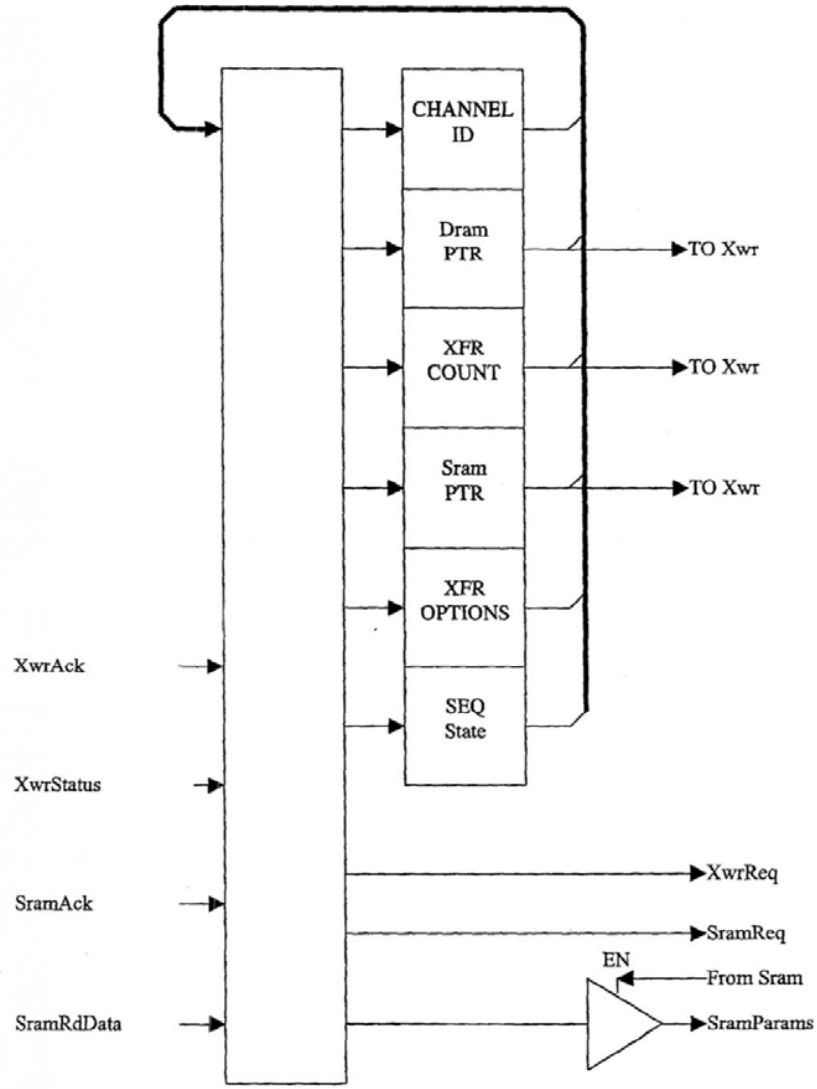 CHANNEL
ID
Dram
PTR
TO Xwr
XFR
COUNT
TO Xwr
Sram
PTR
TO Xwr
XFR
OPTIONS
XwrAck
SEQ
State
XwrStatus
XwrReq
SramAck
SramReq
EN
From Sram
SramRdData
SramParams